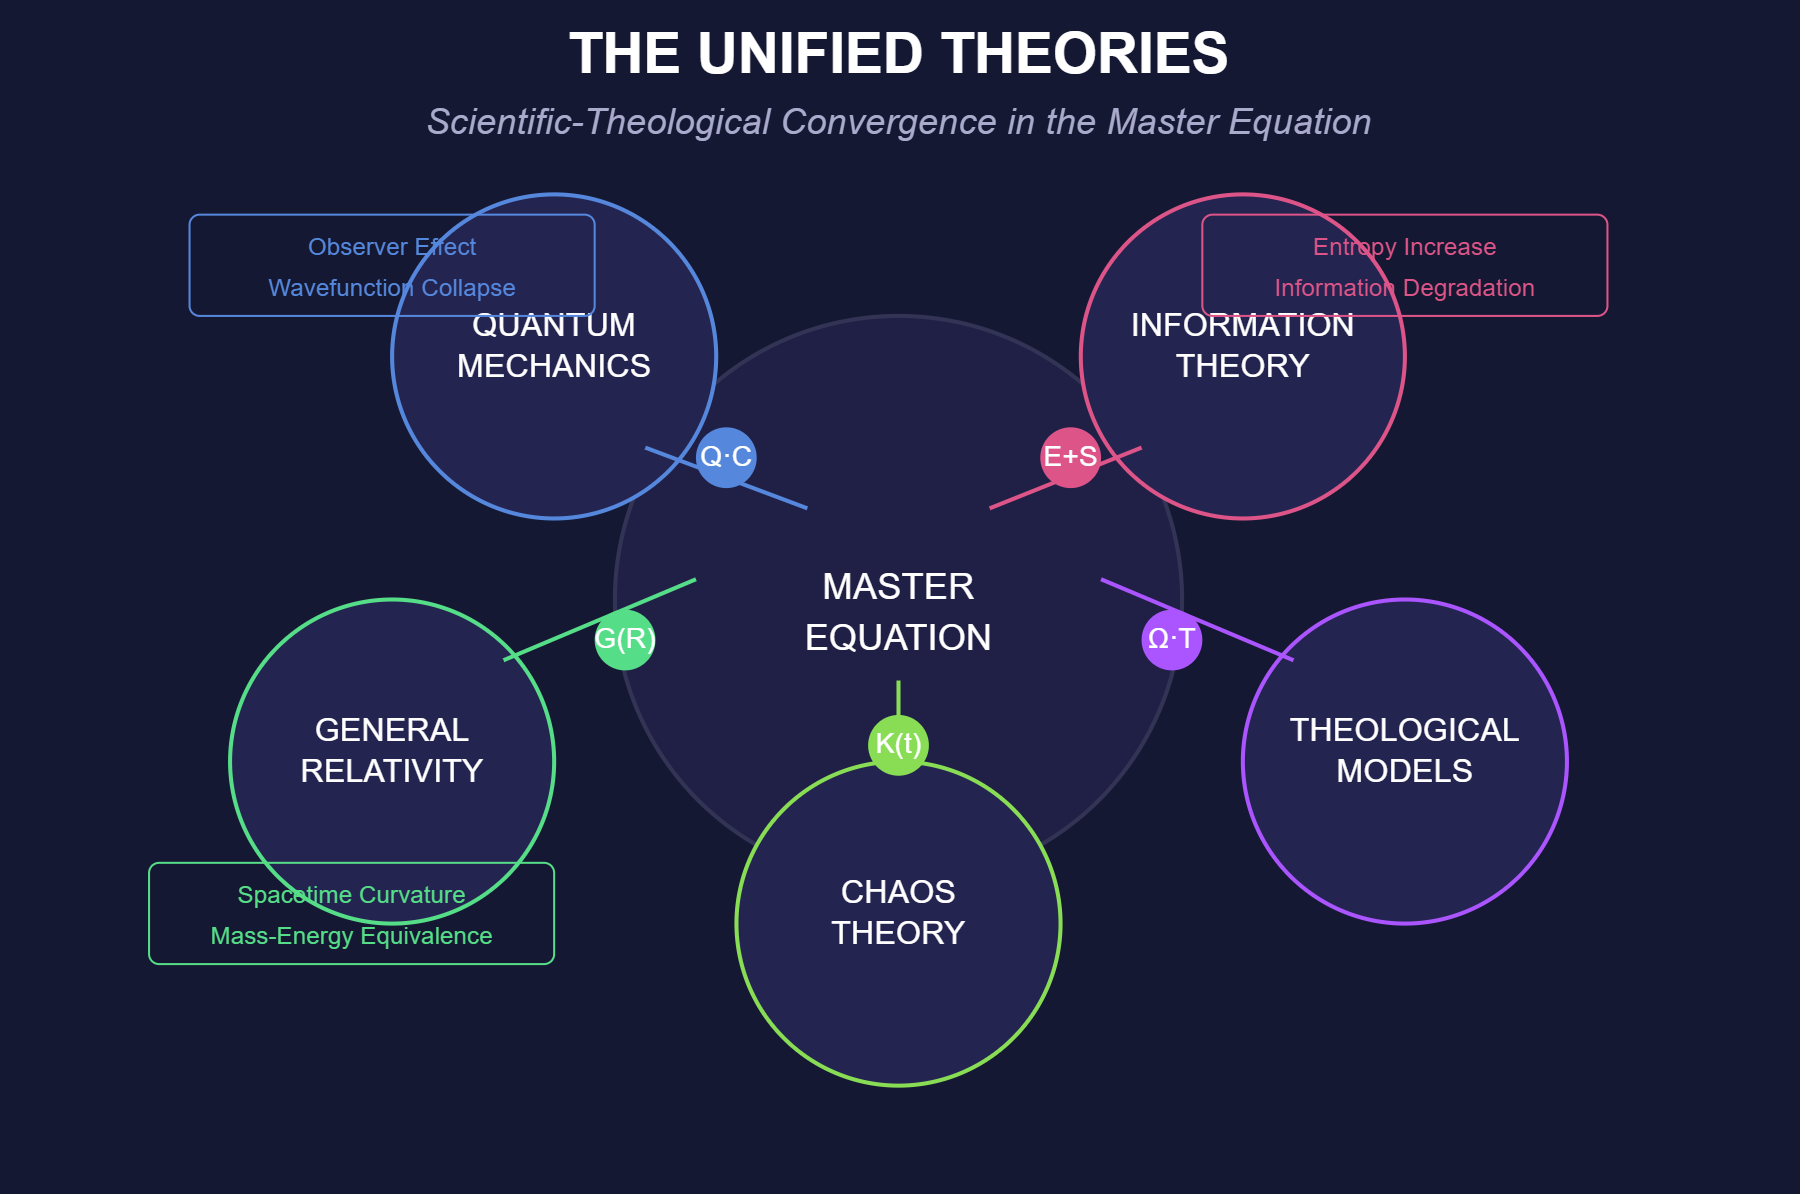 THE UNIFIED THEORIES
Scientific-Theological Convergence in the Master Equation
Observer Effect
Wavefunction Collapse
QUANTUM
MECHANICS
Entropy Increase
Information Degradation
INFORMATION
THEORY
Q·C
E+S
MASTER
EQUATION
G(R)
Ω·T
GENERAL
RELATIVITY
K(t)
THEOLOGICAL
MODELS
Spacetime Curvature
Mass-Energy Equivalence
CHAOS
THEORY